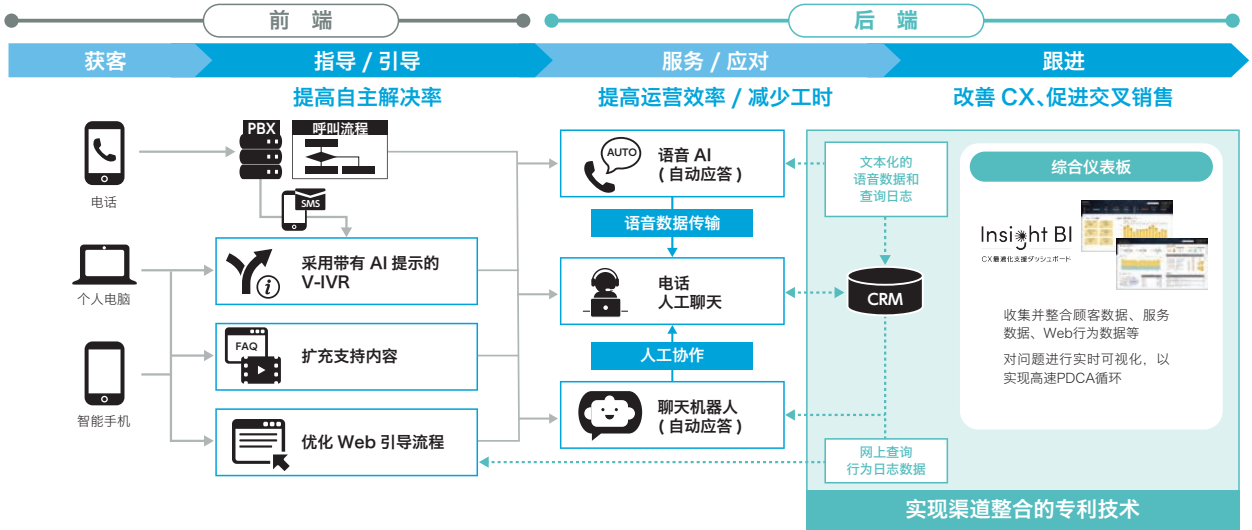 前 端
后 端
获客
指导 / 引导
服务 / 应对
跟进
提高自主解决率
提高运营效率 / 减少工时
改善 CX、促进交叉销售
电话
PBX
呼叫流程
SMS
个人电脑
智能手机
采用带有 AI 提示的
V-IVR
FAQ
扩充支持内容
优化 Web 引导流程
AUTO
语音 AI
( 自动应答 )
语音数据传输
电话
人工聊天
人工协作
聊天机器人
( 自动应答 )
文本化的
语音数据和
查询日志
CRM
网上查询
行为日志数据
综合仪表板
Insight BI
CX最適化支援ダッシュボード
收集并整合顾客数据、服务
数据、Web行为数据等
对问题进行实时可视化，以
实现高速PDCA循环
实现渠道整合的专利技术